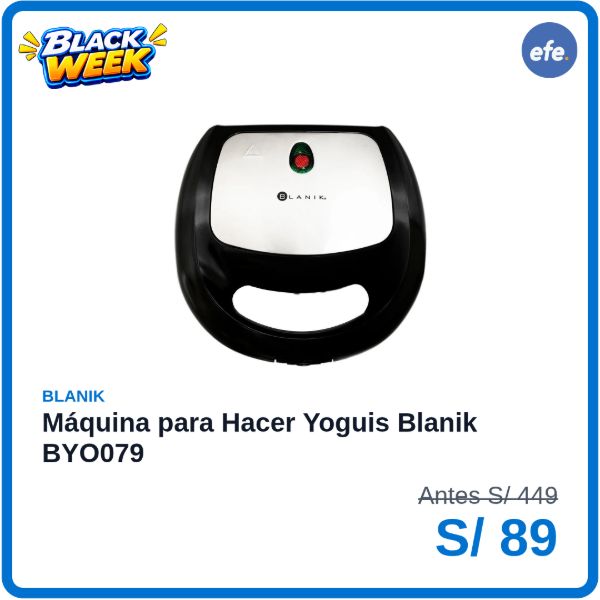 BLACK
WEEK
efe.
BLANIK
BLANIK
Máquina para Hacer Yoguis Blanik
BYO079
Antes S/ 449
S/ 89